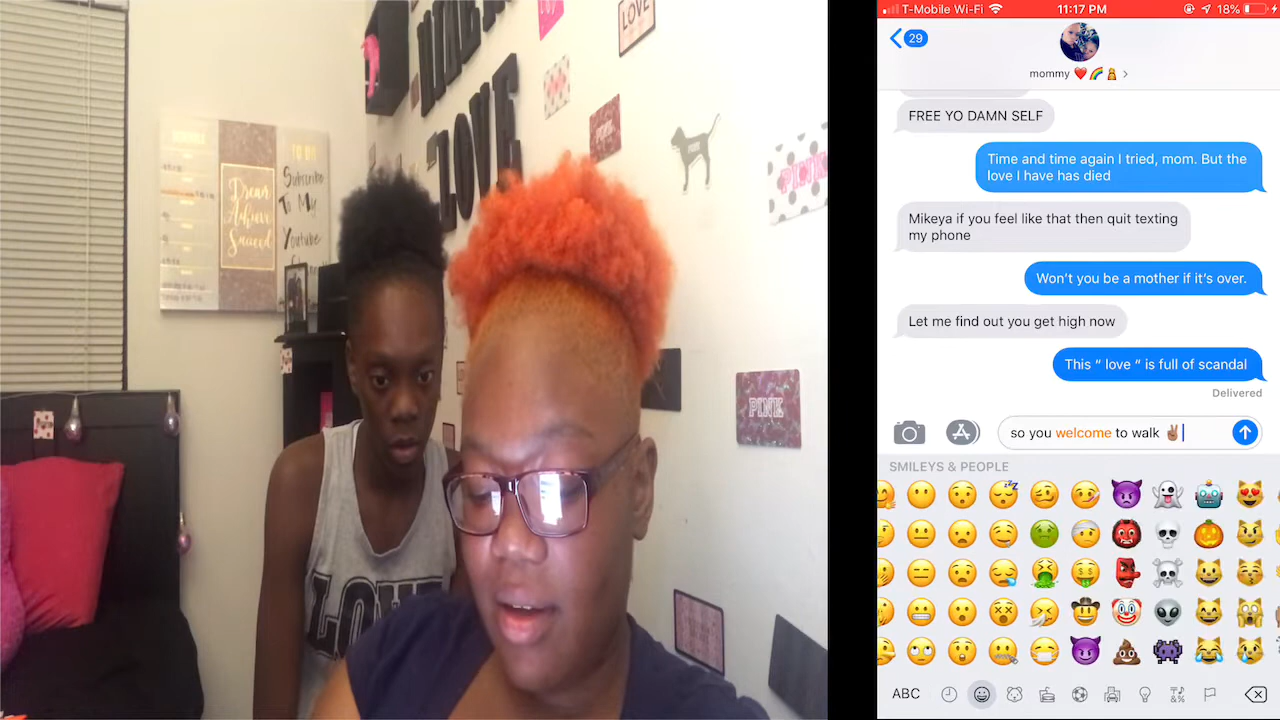 LOVE
LOVE
PINK
PINK
TO DO
Subscribe
To My
Youtube
Dream
Achieve
Succeed
LOVE
PINK
T-Mobile Wi-Fi
11:17 PM
18%
29
mommy ❤️🌈
FREE YO DAMN SELF
Time and time again I tried, mom. But the
love I have has died
Mikeya if you feel like that then quit texting
my phone
Won't you be a mother if it's over.
Let me find out you get high now
This “ love “ is full of scandal
Delivered
so you welcome to walk ✌🏽
SMILEYS & PEOPLE
ABC